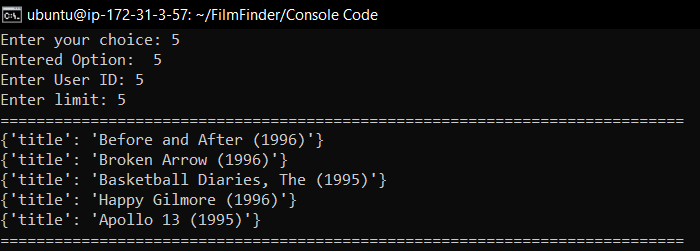 C:\. ubuntu@ip-172-31-3-57: ~/FilmFinder/Console Code
Enter your choice: 5
Entered Option:  5
Enter User ID: 5
Enter limit: 5
===========================================================================
{'title': 'Before and After (1996)'}
{'title': 'Broken Arrow (1996)'}
{'title': 'Basketball Diaries, The (1995)'}
{'title': 'Happy Gilmore (1996)'}
{'title': 'Apollo 13 (1995)'}
===========================================================================